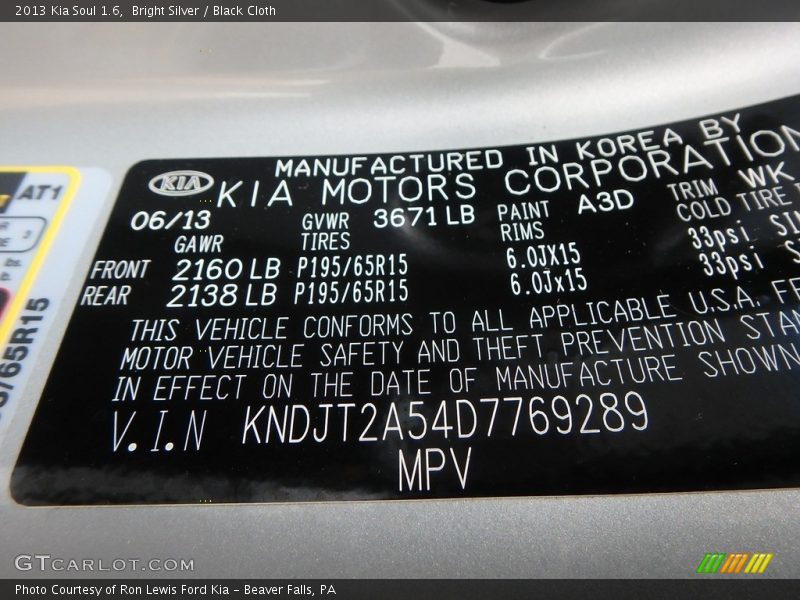 2013 Kia Soul 1.6,  Bright Silver / Black Cloth
MANUFACTURED IN KOREA BY
KIA KIA MOTORS CORPORATION
06/13 GVWR 3671 LB PAINT A3D TRIM WK
GAWR TIRES RIMS COLD TIRE
FRONT 2160 LB P195/65R15 6.0JX15 33psi
REAR 2138 LB P195/65R15 6.0Jx15 33psi
THIS VEHICLE CONFORMS TO ALL APPLICABLE U.S.A.
MOTOR VEHICLE SAFETY AND THEFT PREVENTION
IN EFFECT ON THE DATE OF MANUFACTURE SHOWN
V.I.N KNDJT2A54D7769289
MPV
AT1
65R15
GTCARLOT.COM
Photo Courtesy of Ron Lewis Ford Kia – Beaver Falls, PA